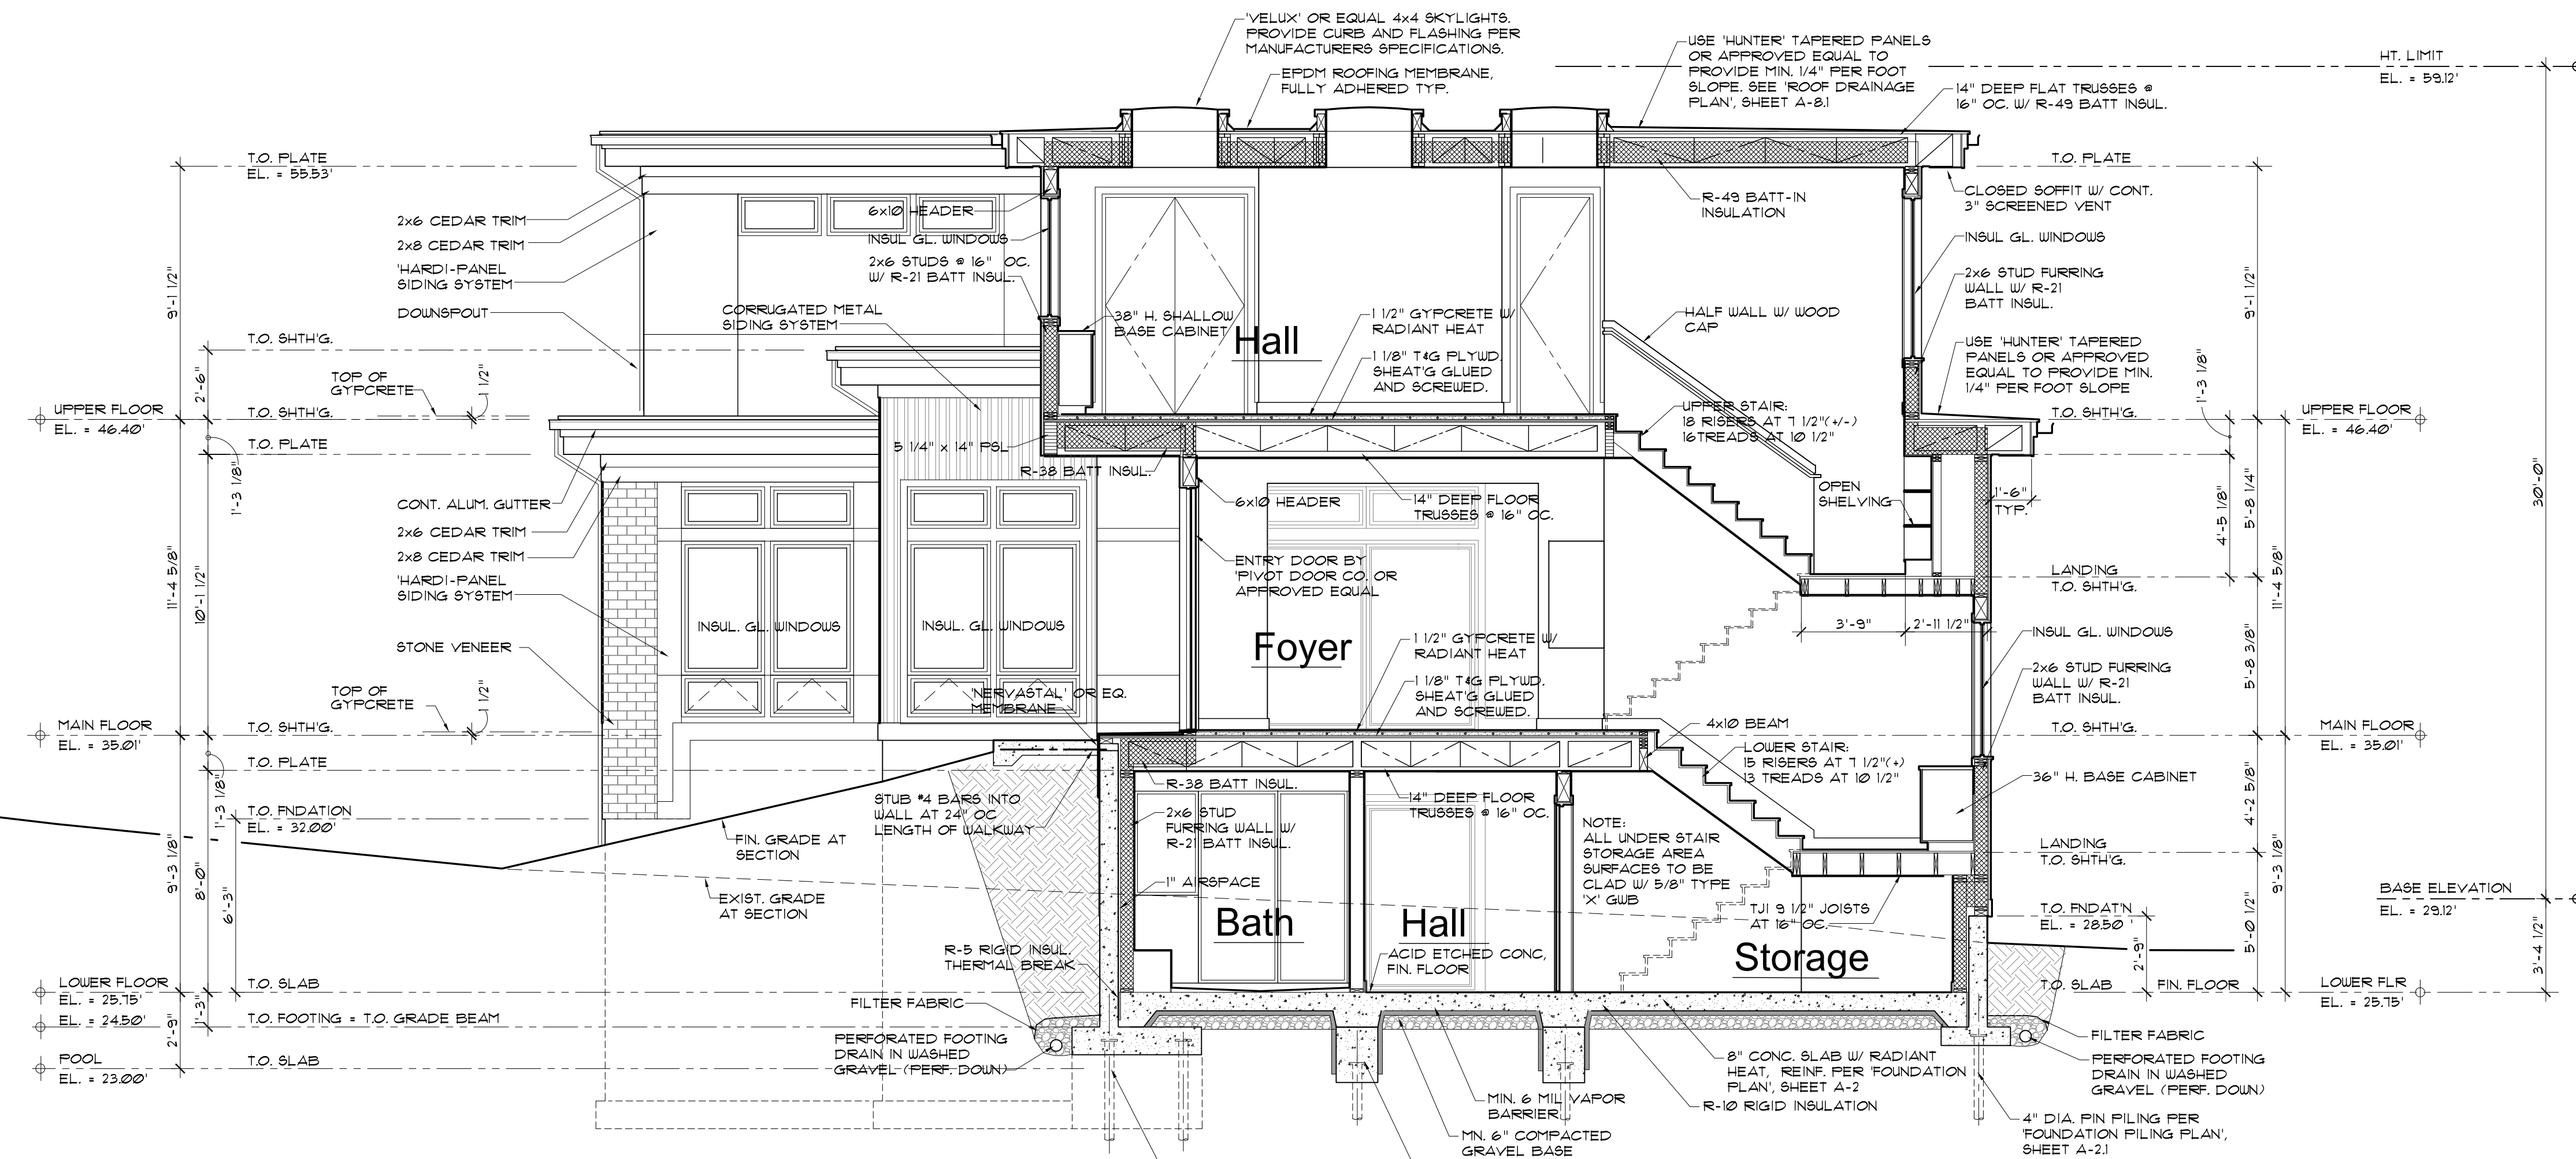 'VELUX' OR EQUAL 4x4 SKYLIGHTS.
PROVIDE CURB AND FLASHING PER
MANUFACTURERS SPECIFICATIONS.
EPDM ROOFING MEMBRANE,
FULLY ADHERED TYP.
USE 'HUNTER' TAPERED PANELS
OR APPROVED EQUAL TO
PROVIDE MIN. 1/4" PER FOOT
SLOPE. SEE 'ROOF DRAINAGE
PLAN', SHEET A-8.1
14" DEEP FLAT TRUSSES @
16" OC. W/ R-49 BATT INSUL.
HT. LIMIT
EL. = 59.12'
T.O. PLATE
EL. = 55.53'
2x6 CEDAR TRIM
2x8 CEDAR TRIM
'HARDI-PANEL
SIDING SYSTEM
DOWNSPOUT
9'-1 1/2"
T.O. SHTH'G.
2'-6"
TOP OF
GYPCRETE
1 1/2"
UPPER FLOOR
EL. = 46.40'
T.O. SHTH'G.
T.O. PLATE
1'-3 1/8"
CONT. ALUM. GUTTER
2x6 CEDAR TRIM
2x8 CEDAR TRIM
'HARDI-PANEL
SIDING SYSTEM
11'-4 5/8"
10'-1 1/2"
STONE VENEER
TOP OF
GYPCRETE
1 1/2"
MAIN FLOOR
EL. = 35.01'
T.O. SHTH'G.
T.O. PLATE
1'-3 1/8"
T.O. FNDATION
EL. = 32.00'
9'-3 1/8"
8'-0"
6'-3"
LOWER FLOOR
EL. = 25.75'
T.O. SLAB
EL. = 24.50'
T.O. FOOTING = T.O. GRADE BEAM
1'-3"
2'-9"
POOL
EL. = 23.00'
T.O. SLAB
6x10 HEADER
INSUL GL. WINDOWS
2x6 STUDS @ 16" OC.
W/ R-21 BATT INSUL.
CORRUGATED METAL
SIDING SYSTEM
38" H. SHALLOW
BASE CABINET
Hall
1 1/2" GYPCRETE W/
RADIANT HEAT
1 1/8" T&G PLYWD.
SHEAT'G GLUED
AND SCREWED.
R-49 BATT-IN
INSULATION
HALF WALL W/ WOOD
CAP
UPPER STAIR:
18 RISERS AT 7 1/2"(+/-)
16TREADS AT 10 1/2"
5 1/4" x 14" PSL
R-38 BATT INSUL.
6x10 HEADER
14" DEEP FLOOR
TRUSSES @ 16" OC.
OPEN
SHELVING
ENTRY DOOR BY
'PIVOT DOOR CO. OR
APPROVED EQUAL
INSUL. GL. WINDOWS
INSUL. GL. WINDOWS
Foyer
1 1/2" GYPCRETE W/
RADIANT HEAT
1 1/8" T&G PLYWD.
SHEAT'G GLUED
AND SCREWED.
'NERVASTAL' OR EQ.
MEMBRANE
3'-9"
2'-11 1/2"
4x10 BEAM
LOWER STAIR:
15 RISERS AT 7 1/2"(+)
13 TREADS AT 10 1/2"
R-38 BATT INSUL.
14" DEEP FLOOR
TRUSSES @ 16" OC.
STUB #4 BARS INTO
WALL AT 24" OC
LENGTH OF WALKWAY
2x6 STUD
FURRING WALL W/
R-21 BATT INSUL.
FIN. GRADE AT
SECTION
NOTE:
ALL UNDER STAIR
STORAGE AREA
SURFACES TO BE
CLAD W/ 5/8" TYPE
'X' GWB
1" AIRSPACE
EXIST. GRADE
AT SECTION
Bath
Hall
TJI 9 1/2" JOISTS
AT 16" OC.
Storage
R-5 RIGID INSUL.
THERMAL BREAK
ACID ETCHED CONC,
FIN. FLOOR
FILTER FABRIC
PERFORATED FOOTING
DRAIN IN WASHED
GRAVEL (PERF. DOWN)
8" CONC. SLAB W/ RADIANT
HEAT, REINF. PER 'FOUNDATION
PLAN', SHEET A-2
MIN. 6 MIL VAPOR
BARRIER
R-10 RIGID INSULATION
MN. 6" COMPACTED
GRAVEL BASE
T.O. PLATE
CLOSED SOFFIT W/ CONT.
3" SCREENED VENT
INSUL GL. WINDOWS
2x6 STUD FURRING
WALL W/ R-21
BATT INSUL.
USE 'HUNTER' TAPERED
PANELS OR APPROVED
EQUAL TO PROVIDE MIN.
1/4" PER FOOT SLOPE
9'-1 1/2"
1'-3 1/8"
T.O. SHTH'G.
UPPER FLOOR
EL. = 46.40'
1'-6"
TYP.
4'-5 1/8"
5'-8 1/4"
11'-4 5/8"
30'-0"
LANDING
T.O. SHTH'G.
INSUL GL. WINDOWS
2x6 STUD FURRING
WALL W/ R-21
BATT INSUL.
5'-8 3/8"
T.O. SHTH'G.
MAIN FLOOR
EL. = 35.01'
36" H. BASE CABINET
4'-2 5/8"
LANDING
T.O. SHTH'G.
9'-3 1/8"
BASE ELEVATION
EL. = 29.12'
T.O. FNDAT'N
EL. = 28.50
2'-9"
5'-0 1/2"
3'-4 1/2"
T.O. SLAB
FIN. FLOOR
LOWER FLR
EL. = 25.75'
FILTER FABRIC
PERFORATED FOOTING
DRAIN IN WASHED
GRAVEL (PERF. DOWN)
4" DIA. PIN PILING PER
'FOUNDATION PILING PLAN',
SHEET A-2.1